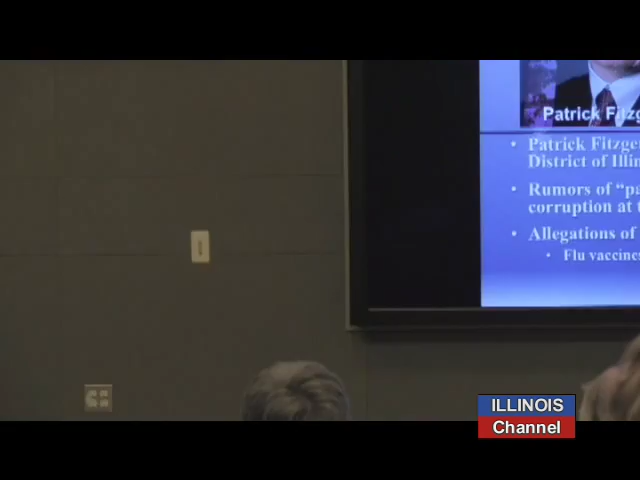 Patrick Fitzg
• Patrick Fitzge
District of Illin
• Rumors of “pa
corruption at t
• Allegations of
• Flu vaccines
ILLINOIS
Channel